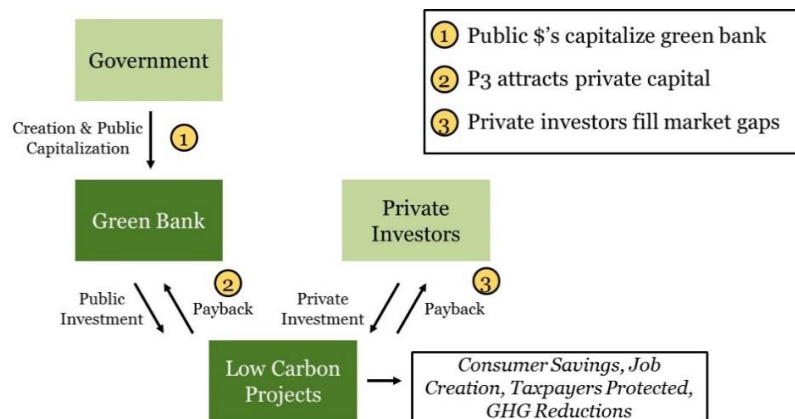 Government
1 Public $'s capitalize green bank
2 P3 attracts private capital
3 Private investors fill market gaps
Creation & Public
Capitalization
1
Green Bank
Private
Investors
Public
Investment
2
Payback
Private
Investment
3
Payback
Low Carbon
Projects
Consumer Savings, Job
Creation, Taxpayers Protected,
GHG Reductions